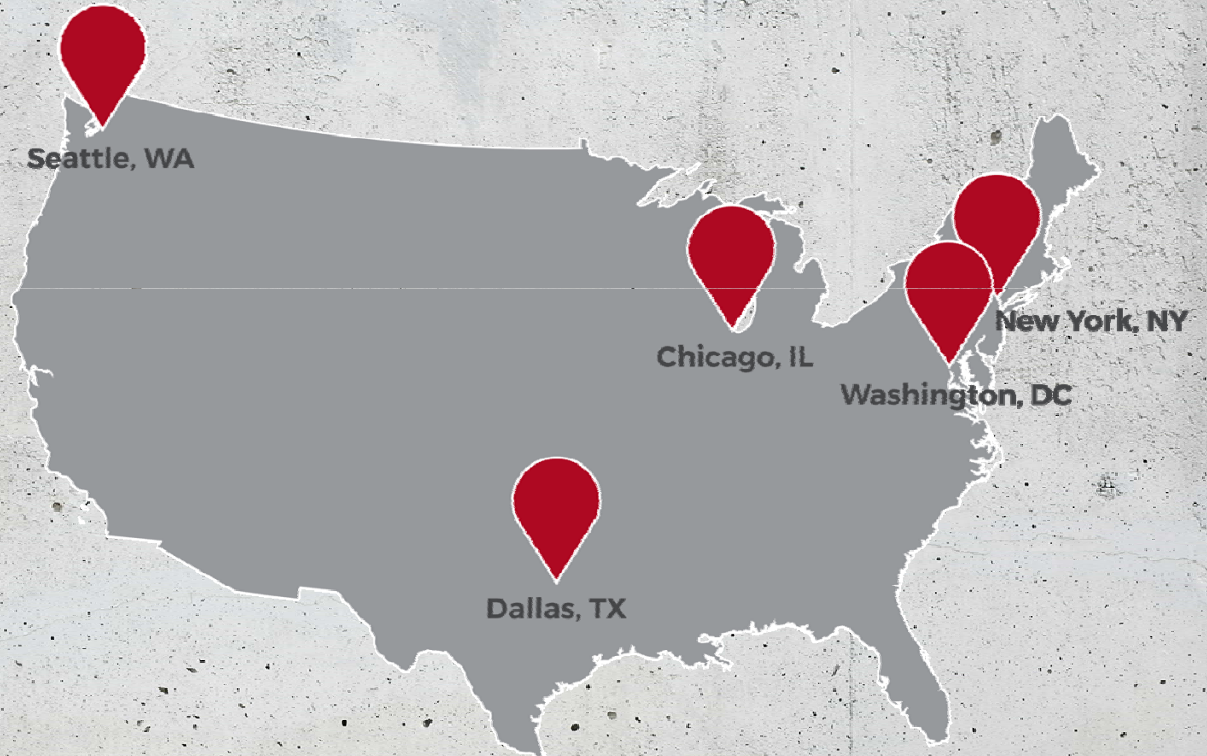 Seattle, WA
New York, NY
Chicago, IL
Washington, DC
Dallas, TX